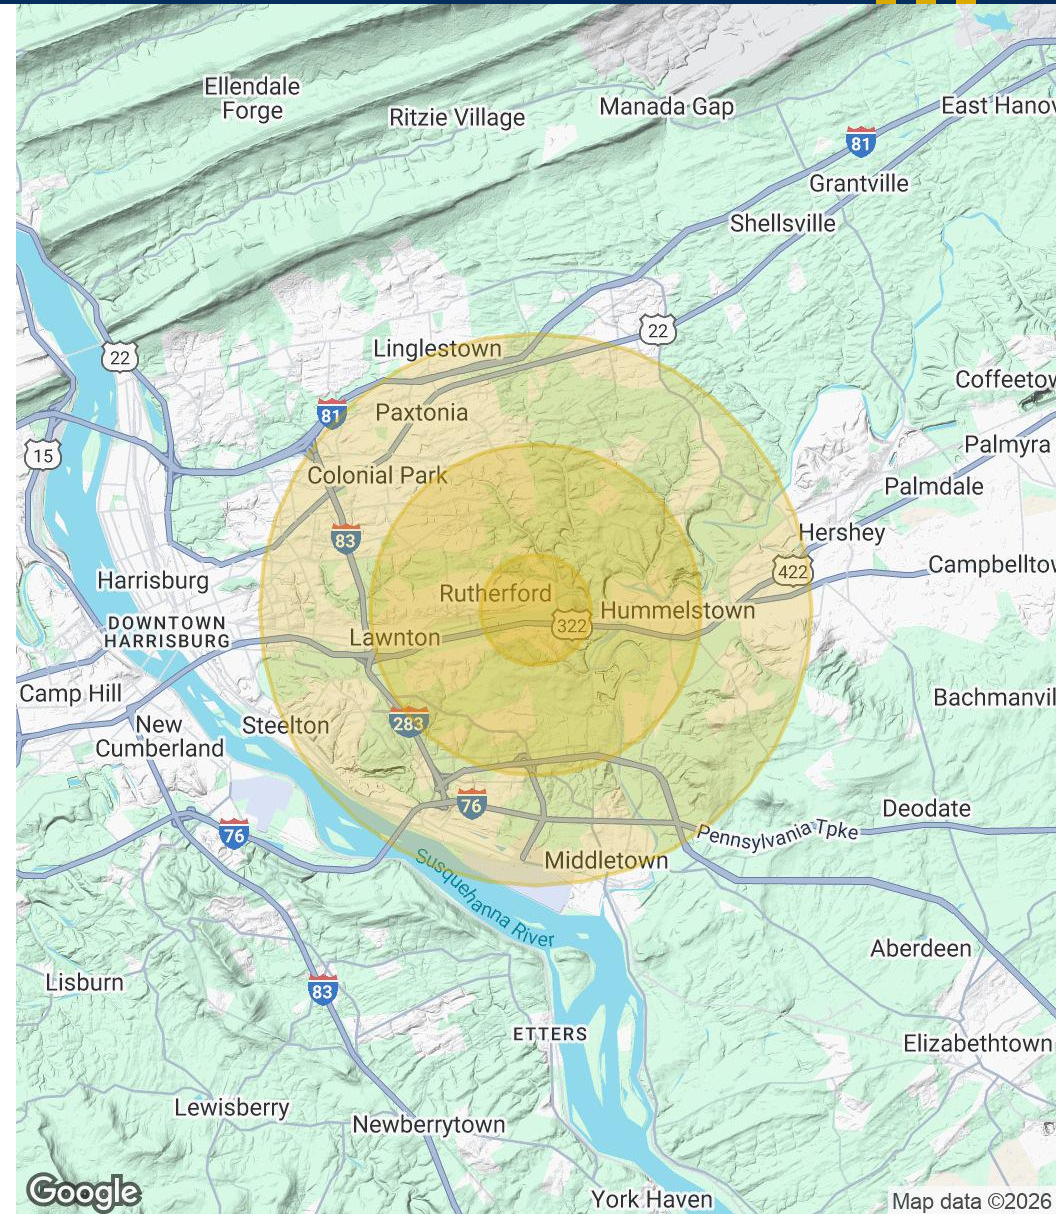 Ellendale
Forge
Ritzie Village
Manada Gap
East Hanov
81
Grantville
Shellsville
22
22
Linglestown
Coffeetow
81
Paxtonia
15
Palmyra
Colonial Park
Palmdale
83
Hershey
422
Campbelltow
Harrisburg
Rutherford
Hummelstown
DOWNTOWN
HARRISBURG
322
Lawnton
Camp Hill
Bachmanvil
New
Cumberland
Steelton
283
76
76
Deodate
Pennsylvania Tpke
Middletown
Susquehanna River
Aberdeen
Lisburn
83
ETTERS
Elizabethtown
Lewisberry
Newberrytown
York Haven
Google
Map data ©2026